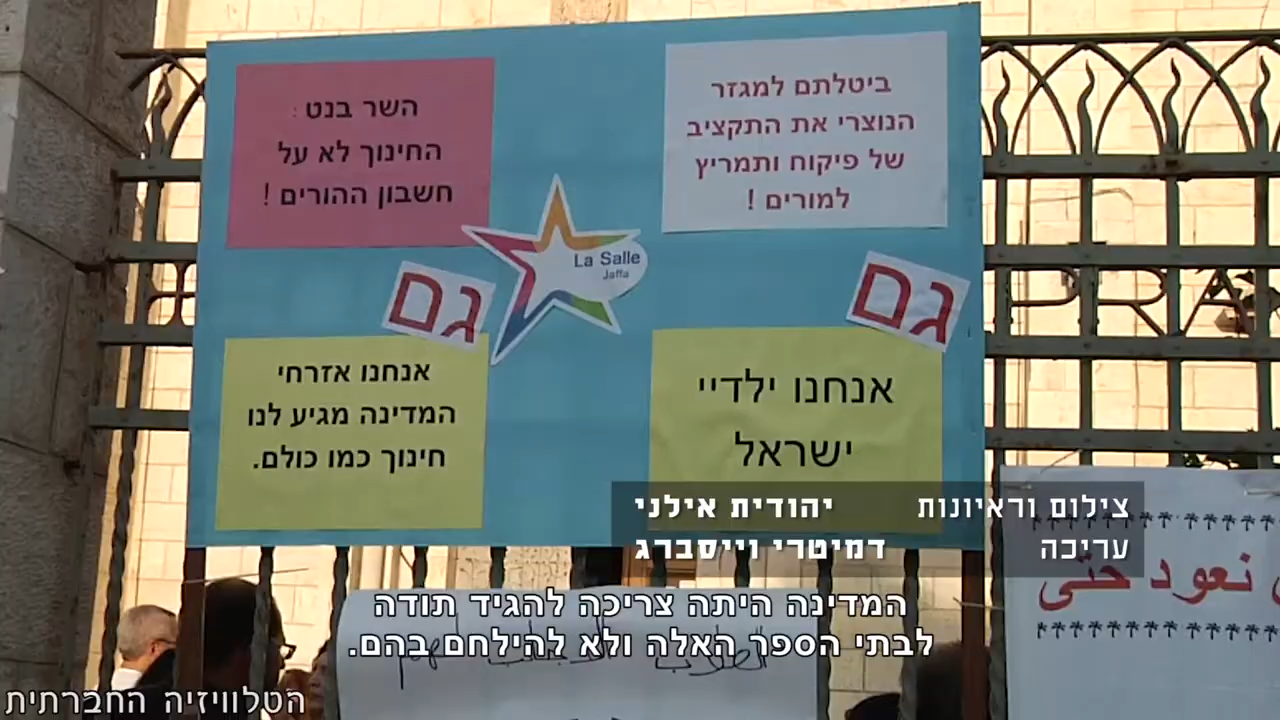 ביטלתם למגזר
הנוצרי את התקציב
של פיקוח ותמריץ
למורים !
השר בנט :
החינוך לא על
חשבון ההורים !
La Salle
Jaffa
גם
גם
אנחנו ילדיי
ישראל
אנחנו אזרחי
המדינה מגיע לנו
חינוך כמו כולם.
צילום וראיונות יהודית אילני
עריכה דמיטרי וייסברג
نعود حتى
המדינה היתה צריכה להגיד תודה
לבתי הספר האלה ולא להילחם בהם.
הטלוויזיה החברתית